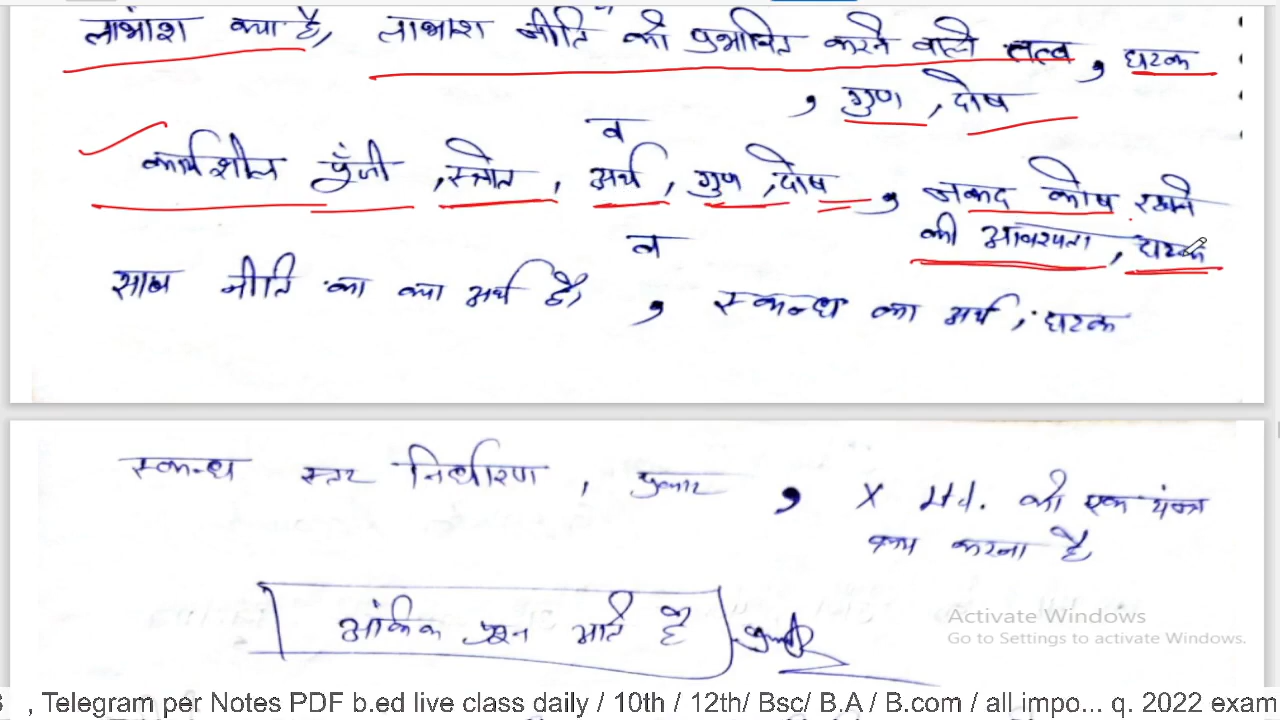 लाभांश क्या है, लाभांश नीति को प्रभावित करने वाले तत्व, घटक
, गुण, दोष
व
कार्यशील पूँजी, स्त्रोत, अर्थ, गुण, दोष, नकद कोष रखने
की आवश्यता, घटक
व
साख नीति का क्या अर्थ है, , स्कन्ध का अर्थ, घटक
स्कन्ध स्तर निर्धारण, प्रकार, X Ltd. को एक यंत्र
क्रय करना है
आंकिक प्रश्न आते है
Activate Windows
Go to Settings to activate Windows.
, Telegram per Notes PDF b.ed live class daily / 10th / 12th/ Bsc/ B.A / B.com / all impo... q. 2022 exam